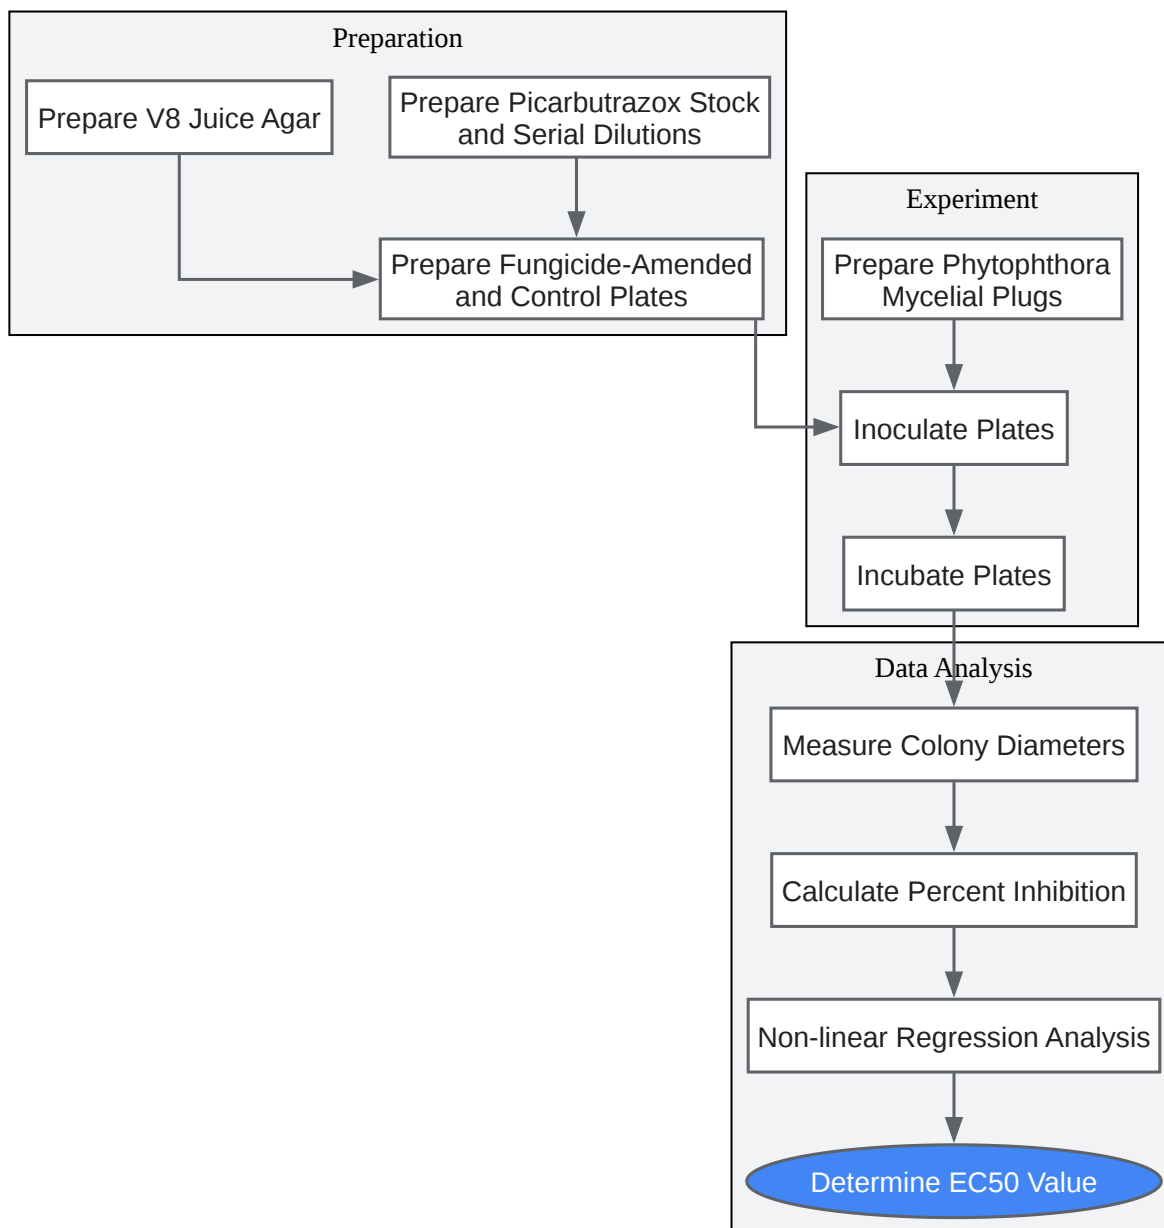 Preparation
Prepare V8 Juice Agar
Prepare Picarbutrazox Stock
and Serial Dilutions
Prepare Fungicide-Amended
and Control Plates
Experiment
Prepare Phytophthora
Mycelial Plugs
Inoculate Plates
Incubate Plates
Data Analysis
Measure Colony Diameters
Calculate Percent Inhibition
Non-linear Regression Analysis
Determine EC50 Value